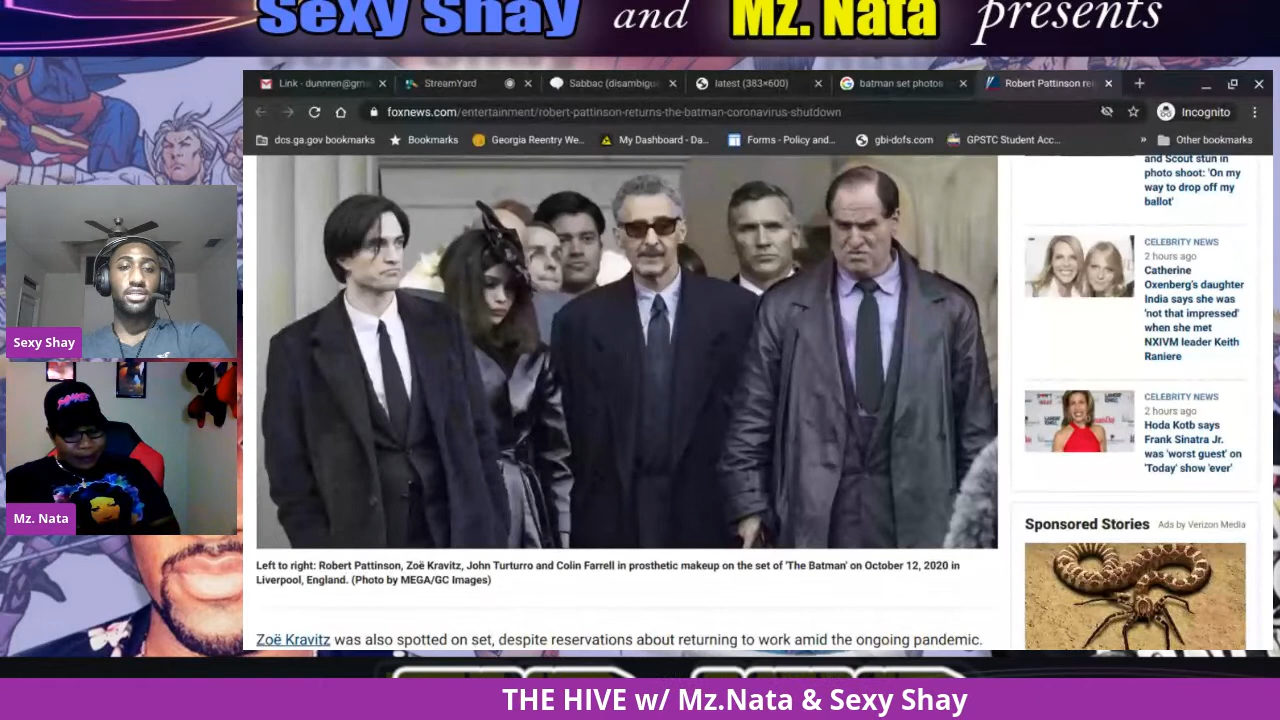 Sexy Shay and Mz. Nata presents
Link - dunnren@gm
StreamYard
Sabbac (disambigu
latest (383×600)
batman set photos
Robert Pattinson re
foxnews.com/entertainment/robert-pattinson-returns-the-batman-coronavirus-shutdown
Incognito
dcs.ga.gov bookmarks
Bookmarks
Georgia Reentry We...
My Dashboard - Da...
Forms - Policy and...
gbi-dofs.com
GPSTC Student Acc...
»
Other bookmarks
and Scout stun in
photo shoot: 'On my
way to drop off my
ballot'
CELEBRITY NEWS
2 hours ago
Catherine
Oxenberg's daughter
India says she was
'not that impressed'
when she met
NXIVM leader Keith
Raniere
CELEBRITY NEWS
2 hours ago
Hoda Kotb says
Frank Sinatra Jr.
was 'worst guest' on
'Today' show 'ever'
Sponsored Stories
Ads by Verizon Media
Left to right: Robert Pattinson, Zoë Kravitz, John Turturro and Colin Farrell in prosthetic makeup on the set of 'The Batman' on October 12, 2020 in
Liverpool, England. (Photo by MEGA/GC Images)
Zoë Kravitz was also spotted on set, despite reservations about returning to work amid the ongoing pandemic.
Sexy Shay
Mz. Nata
THE HIVE w/ Mz.Nata & Sexy Shay